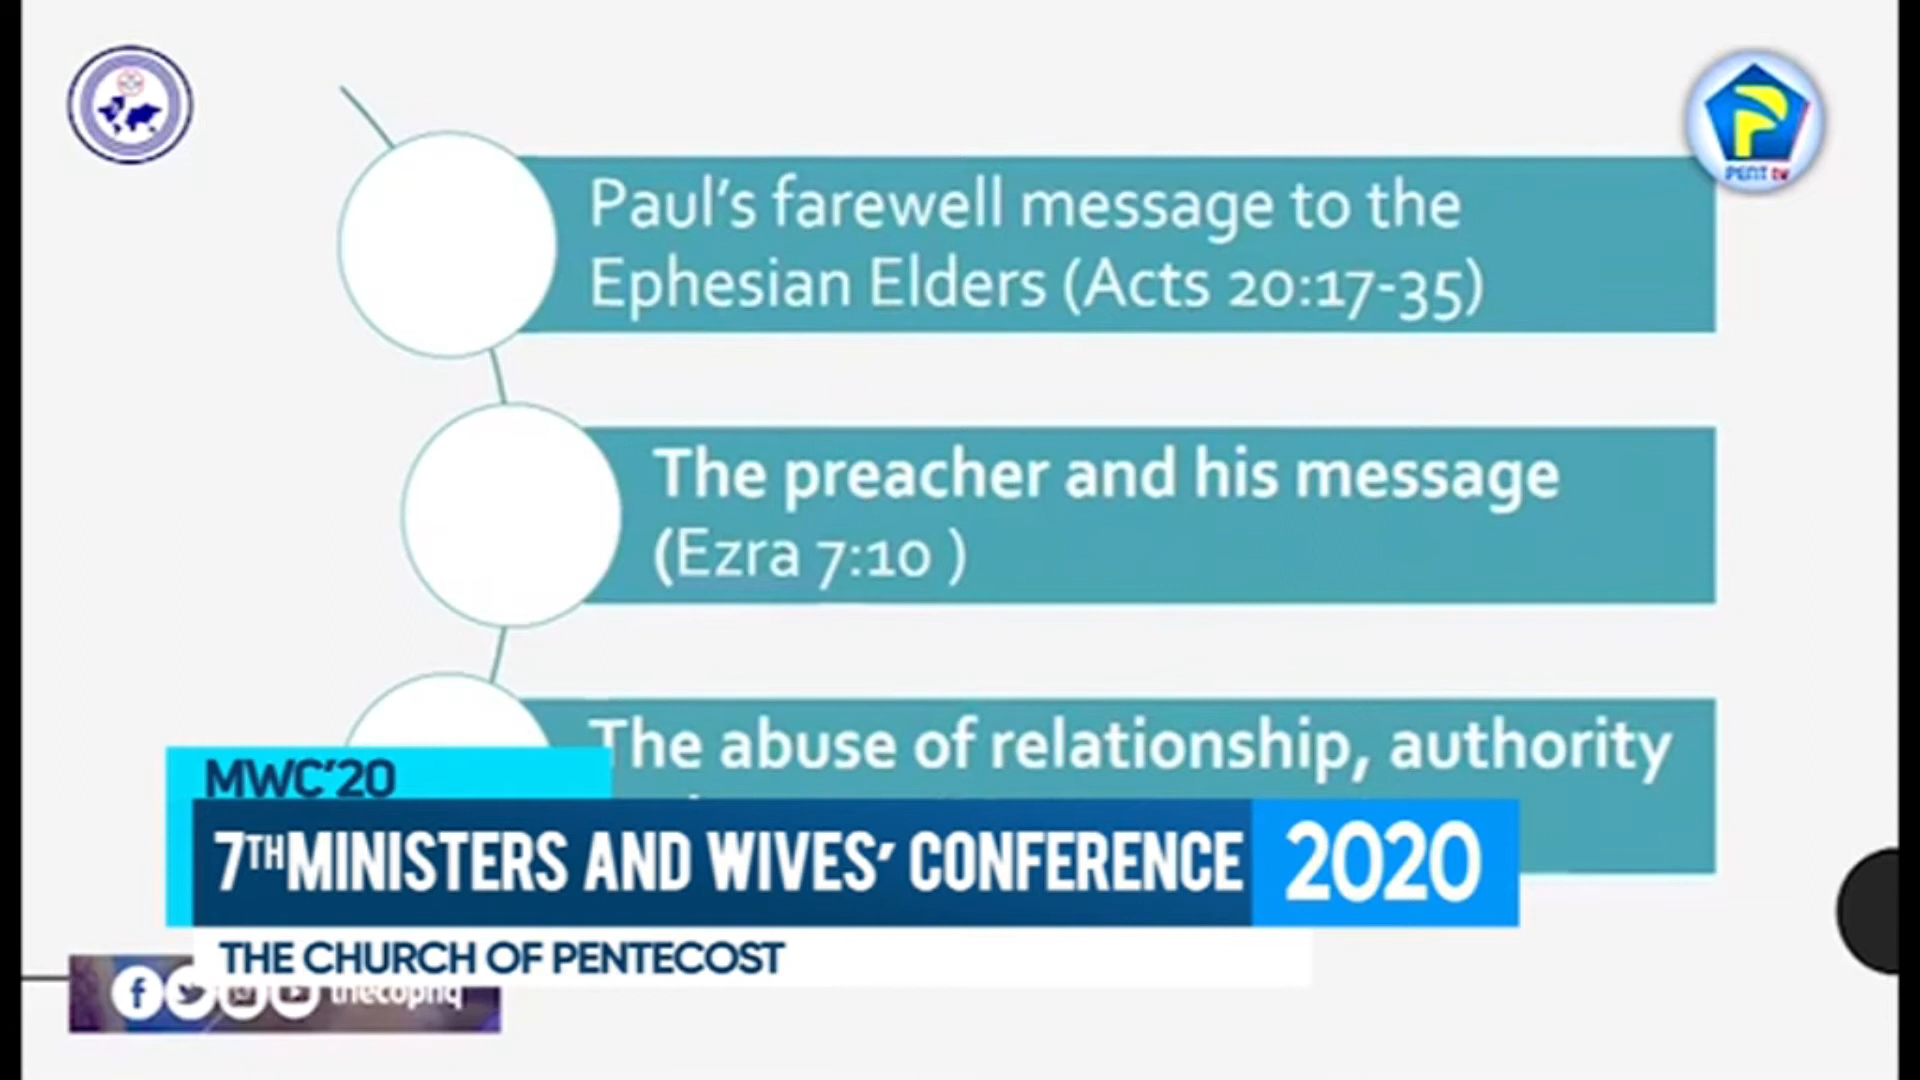 PENT tv
Paul's farewell message to the
Ephesian Elders (Acts 20:17-35)
The preacher and his message
(Ezra 7:10 )
The abuse of relationship, authority
MWC'20
7TH MINISTERS AND WIVES' CONFERENCE 2020
THE CHURCH OF PENTECOST
thecophq